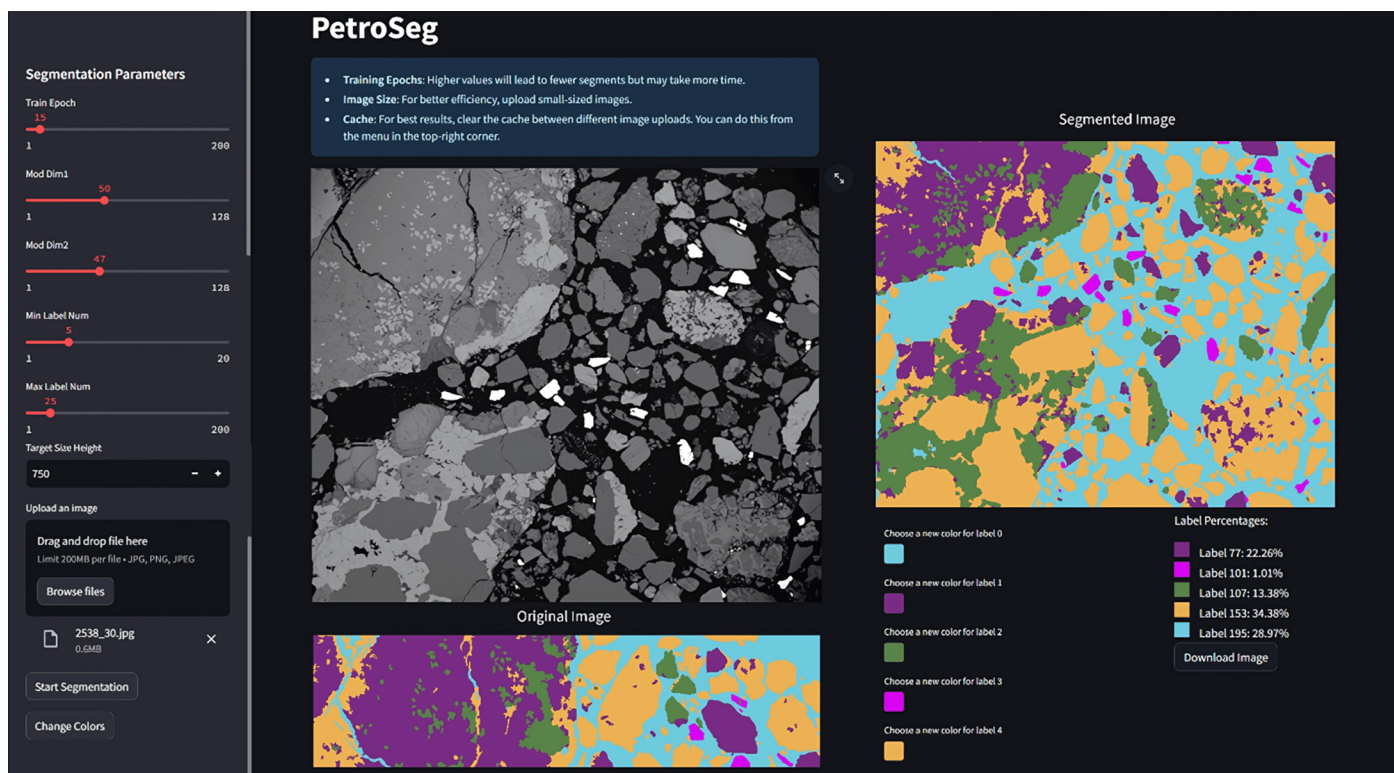 Segmentation Parameters
Train Epoch
15
1 200
Mod Dim1
50
1 128
Mod Dim2
47
1 128
Min Label Num
5
1 20
Max Label Num
25
1 200
Target Size Height
750 - +
Upload an image
Drag and drop file here
Limit 200MB per file • JPG, PNG, JPEG
Browse files
2538_30.jpg
0.6MB
Start Segmentation
Change Colors
PetroSeg
• Training Epochs: Higher values will lead to fewer segments but may take more time.
• Image Size: For better efficiency, upload small-sized images.
• Cache: For best results, clear the cache between different image uploads. You can do this from
the menu in the top-right corner.
Original Image
Segmented Image
Choose a new color for label 0
Choose a new color for label 1
Choose a new color for label 2
Choose a new color for label 3
Choose a new color for label 4
Label Percentages:
Label 77: 22.26%
Label 101: 1.01%
Label 107: 13.38%
Label 153: 34.38%
Label 195: 28.97%
Download Image